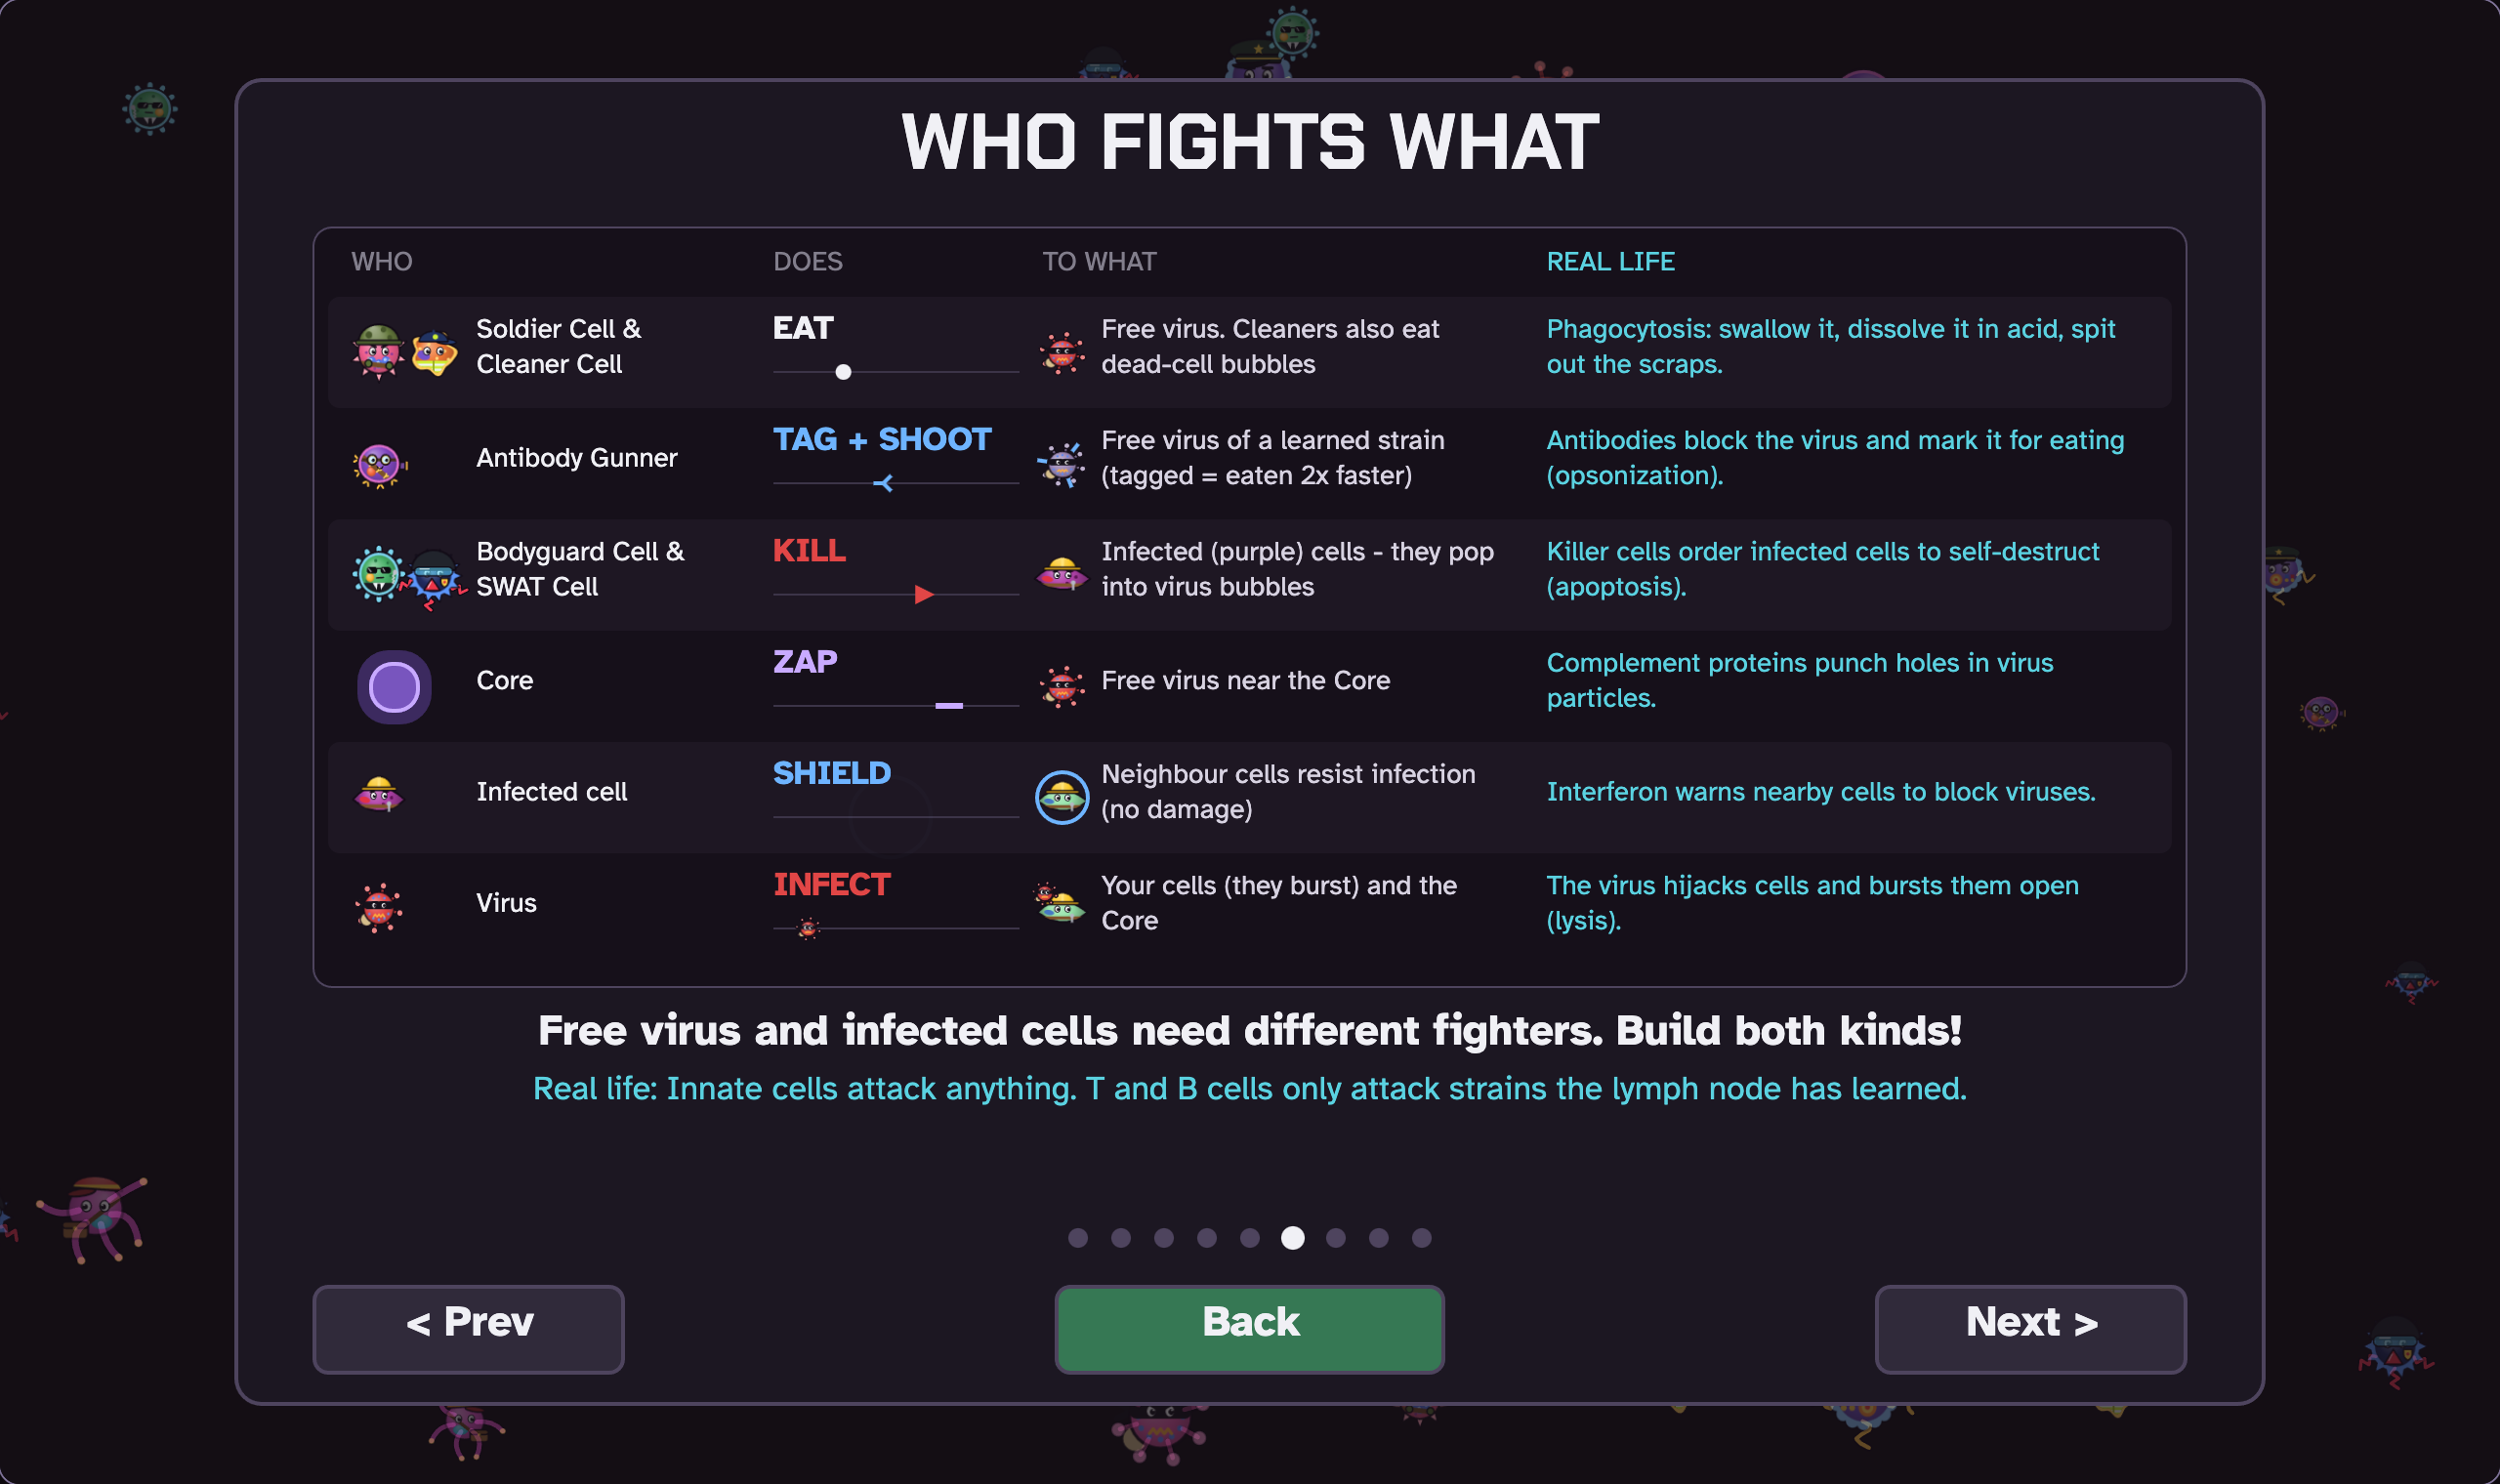 WHO FIGHTS WHAT
WHO DOES TO WHAT REAL LIFE
Soldier Cell &
Cleaner Cell
EAT
Free virus. Cleaners also eat
dead-cell bubbles
Phagocytosis: swallow it, dissolve it in acid, spit
out the scraps.
Antibody Gunner
TAG + SHOOT
Free virus of a learned strain
(tagged = eaten 2x faster)
Antibodies block the virus and mark it for eating
(opsonization).
Bodyguard Cell &
SWAT Cell
KILL
Infected (purple) cells - they pop
into virus bubbles
Killer cells order infected cells to self-destruct
(apoptosis).
Core
ZAP
Free virus near the Core
Complement proteins punch holes in virus
particles.
Infected cell
SHIELD
Neighbour cells resist infection
(no damage)
Interferon warns nearby cells to block viruses.
Virus
INFECT
Your cells (they burst) and the
Core
The virus hijacks cells and bursts them open
(lysis).
Free virus and infected cells need different fighters. Build both kinds!
Real life: Innate cells attack anything. T and B cells only attack strains the lymph node has learned.
< Prev
Back
Next >